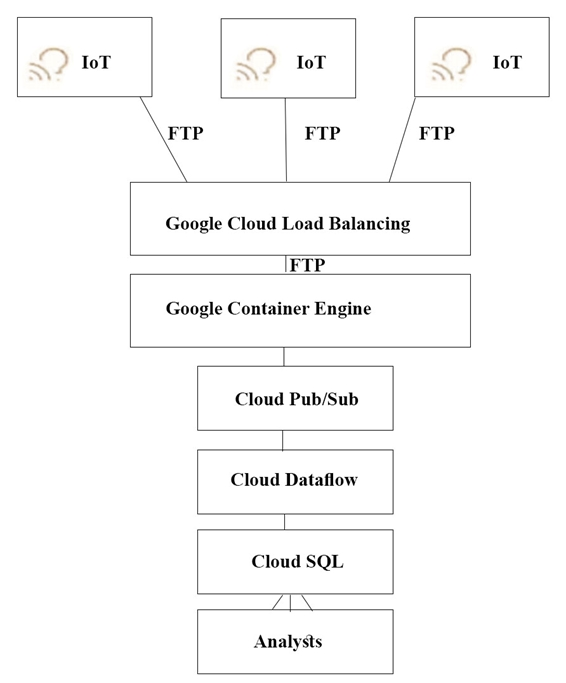 IoT
IoT
IoT
FTP
FTP
FTP
Google Cloud Load Balancing
FTP
Google Container Engine
Cloud Pub/Sub
Cloud Dataflow
Cloud SQL
Analysts